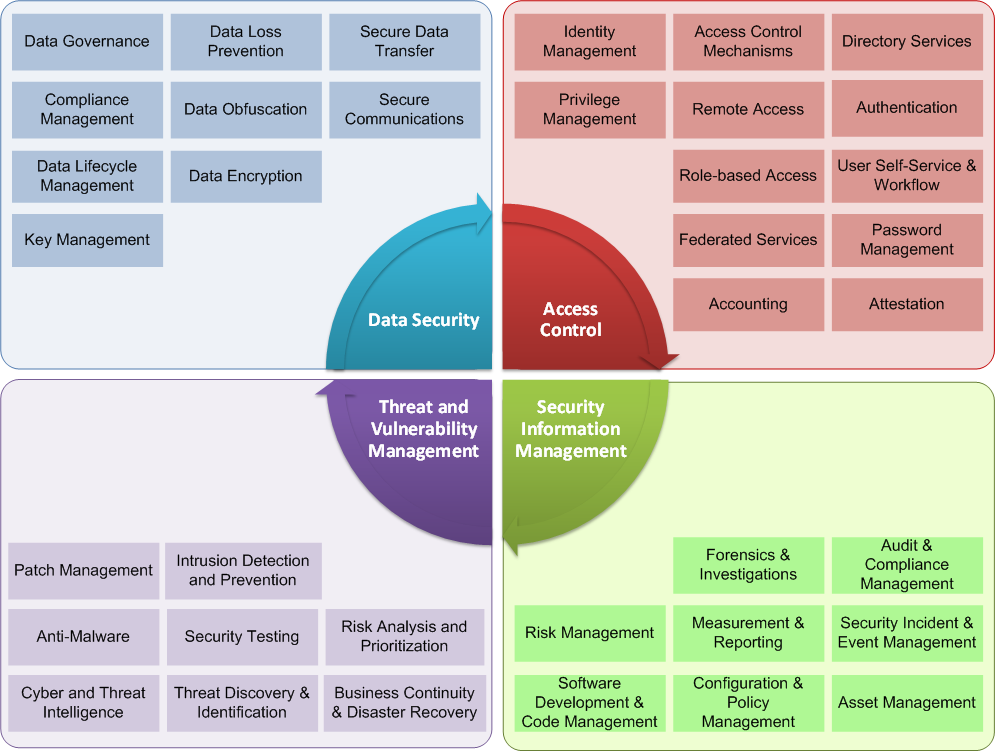 Data Governance
Data Loss
Prevention
Secure Data
Transfer
Compliance
Management
Data Obfuscation
Secure
Communications
Data Lifecycle
Management
Data Encryption
Key Management
Data Security
Identity
Management
Access Control
Mechanisms
Directory Services
Privilege
Management
Remote Access
Authentication
Role-based Access
User Self-Service &
Workflow
Federated Services
Password
Management
Accounting
Attestation
Access
Control
Threat and
Vulnerability
Management
Patch Management
Intrusion Detection
and Prevention
Anti-Malware
Security Testing
Risk Analysis and
Prioritization
Cyber and Threat
Intelligence
Threat Discovery &
Identification
Business Continuity
& Disaster Recovery
Security
Information
Management
Forensics &
Investigations
Audit &
Compliance
Management
Risk Management
Measurement &
Reporting
Security Incident &
Event Management
Software
Development &
Code Management
Configuration &
Policy
Management
Asset Management